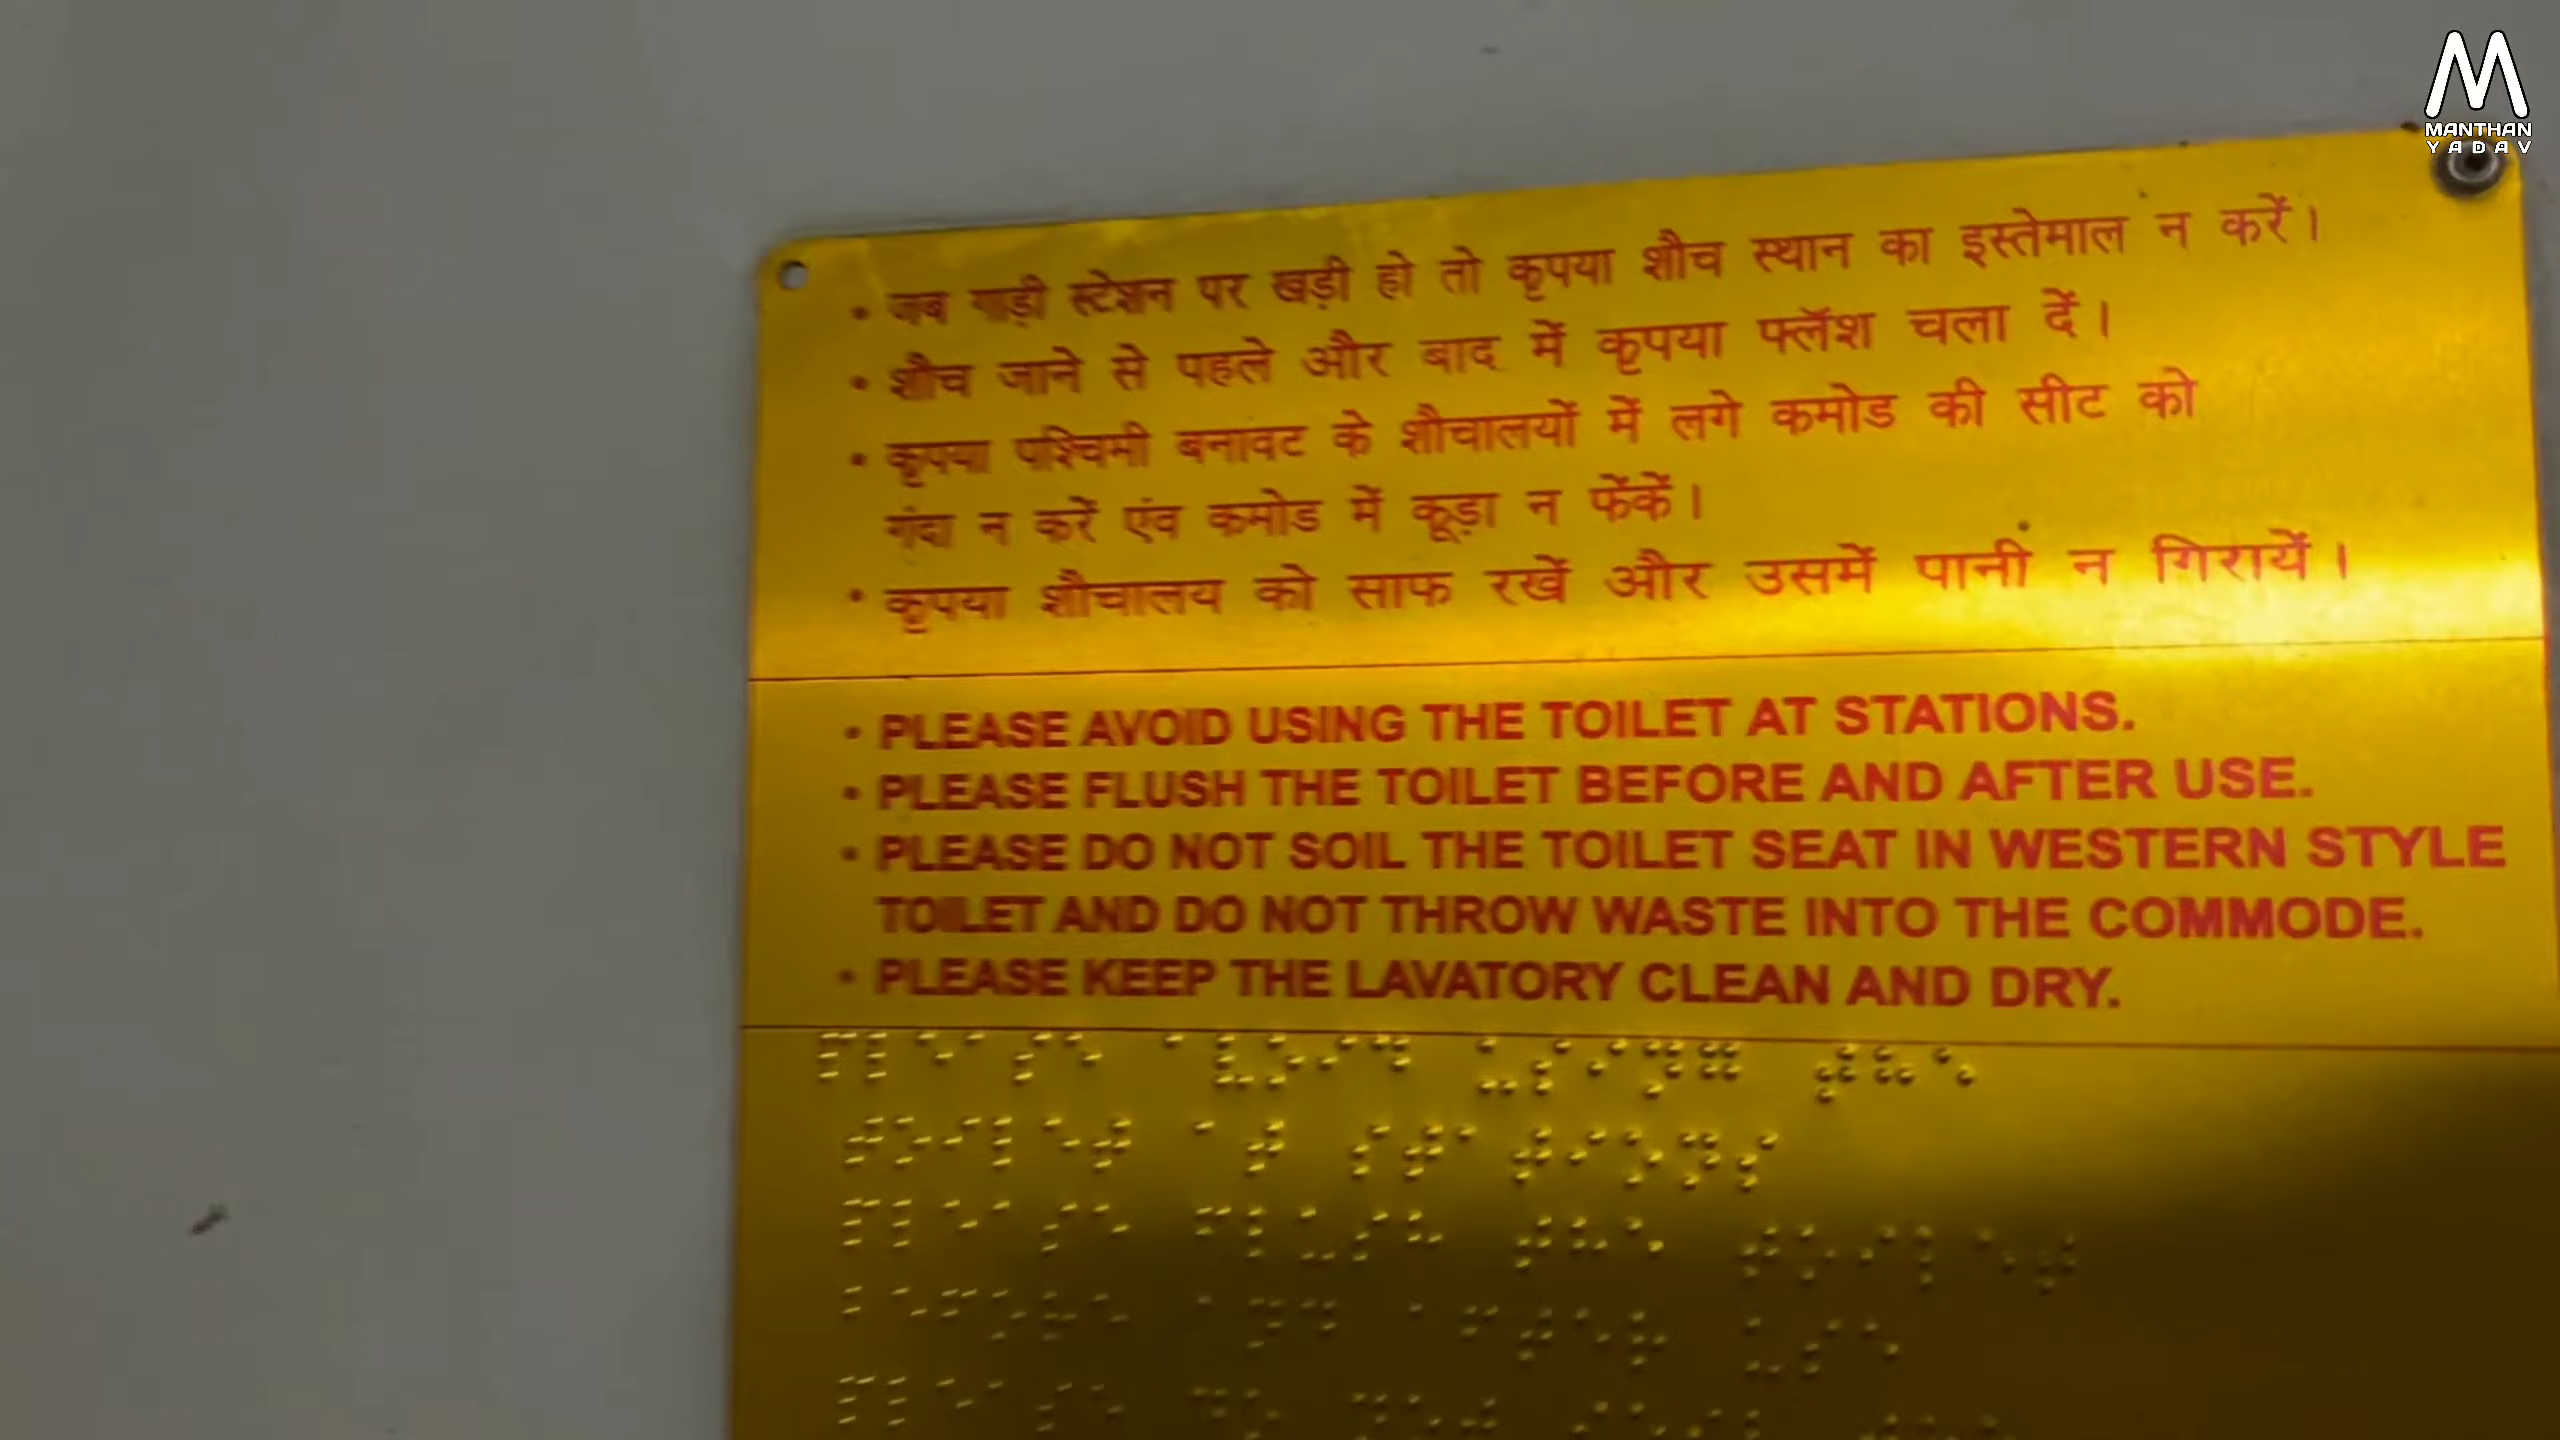 MANTHAN
YADAV
• जब गाड़ी स्टेशन पर खड़ी हो तो कृपया शौच स्थान का इस्तेमाल न करें।
• शौच जाने से पहले और बाद में कृपया फ्लॅश चला दें।
• कृपया पश्चिमी बनावट के शौचालयों में लगे कमोड की सीट को
गंदा न करें एंव कमोड में कूड़ा न फेंकें।
• कृपया शौचालय को साफ रखें और उसमें पानी न गिरायें।
• PLEASE AVOID USING THE TOILET AT STATIONS.
• PLEASE FLUSH THE TOILET BEFORE AND AFTER USE.
• PLEASE DO NOT SOIL THE TOILET SEAT IN WESTERN STYLE
TOILET AND DO NOT THROW WASTE INTO THE COMMODE.
• PLEASE KEEP THE LAVATORY CLEAN AND DRY.